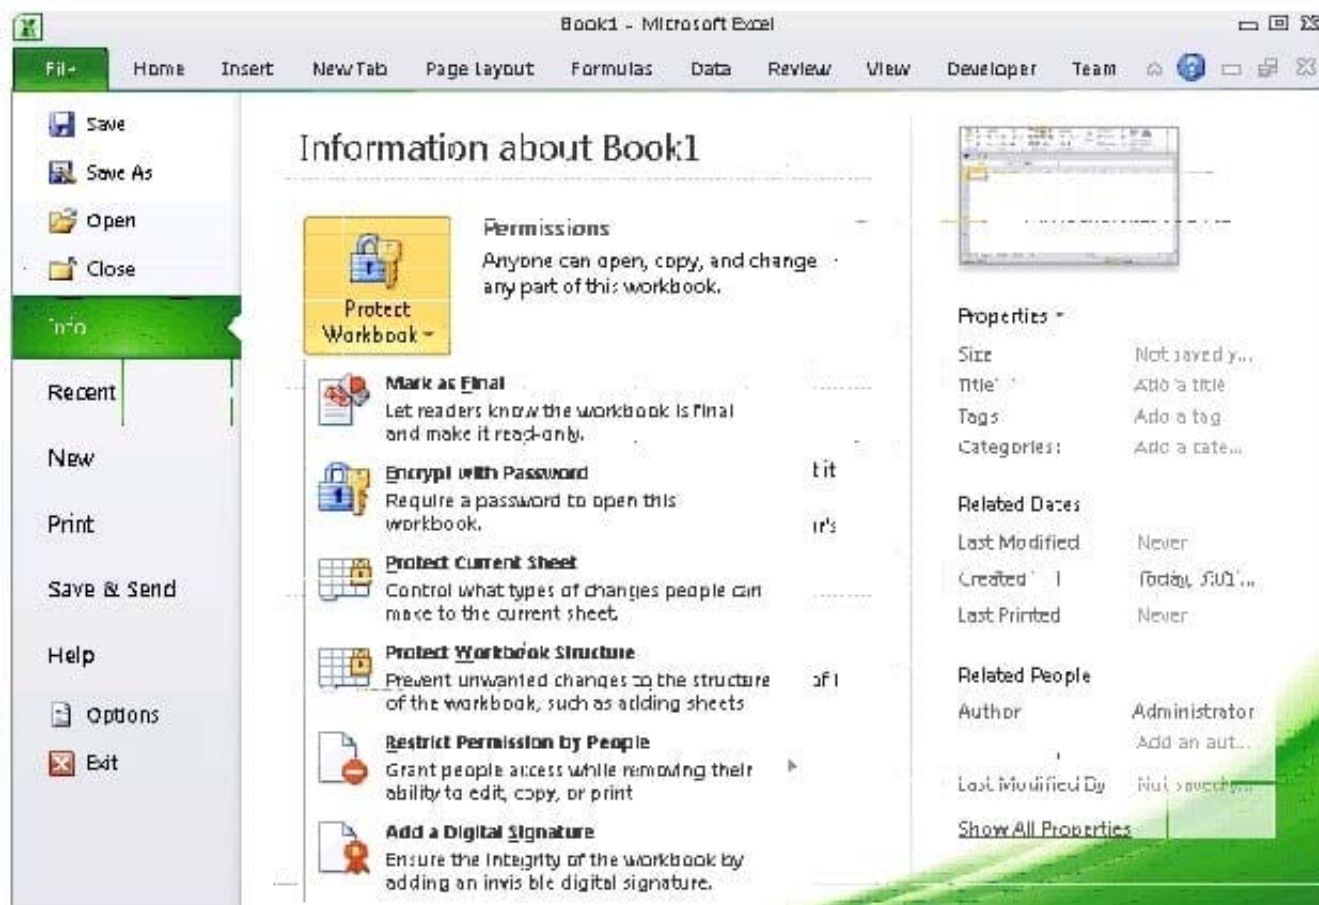 Book1 - Microsoft Excel
File Home Insert New Tab Page Layout Formulas Data Review View Developer Team
Save
Save As
Open
Close
Info
Recent
New
Print
Save & Send
Help
Options
Exit
Information about Book1
Protect
Workbook
Permissions
Anyone can open, copy, and change
any part of this workbook.
Mark as Final
Let readers know the workbook is final
and make it read-only.
Encrypt with Password
Require a password to open this
workbook.
Protect Current Sheet
Control what types of changes people can
make to the current sheet.
Protect Workbook Structure
Prevent unwanted changes to the structure
of the workbook, such as adding sheets
Restrict Permission by People
Grant people access while removing their
ability to edit, copy, or print
Add a Digital Signature
Ensure the integrity of the workbook by
adding an invisible digital signature.
t it
r's
of t
Properties
Size Not saved y...
Title Add a title
Tags Add a tag
Categories Add a cate...
Related Dates
Last Modified Never
Created Today,
Last Printed Never
Related People
Author Administrator
Add an aut...
Last Modified By Not saved y...
Show All Properties